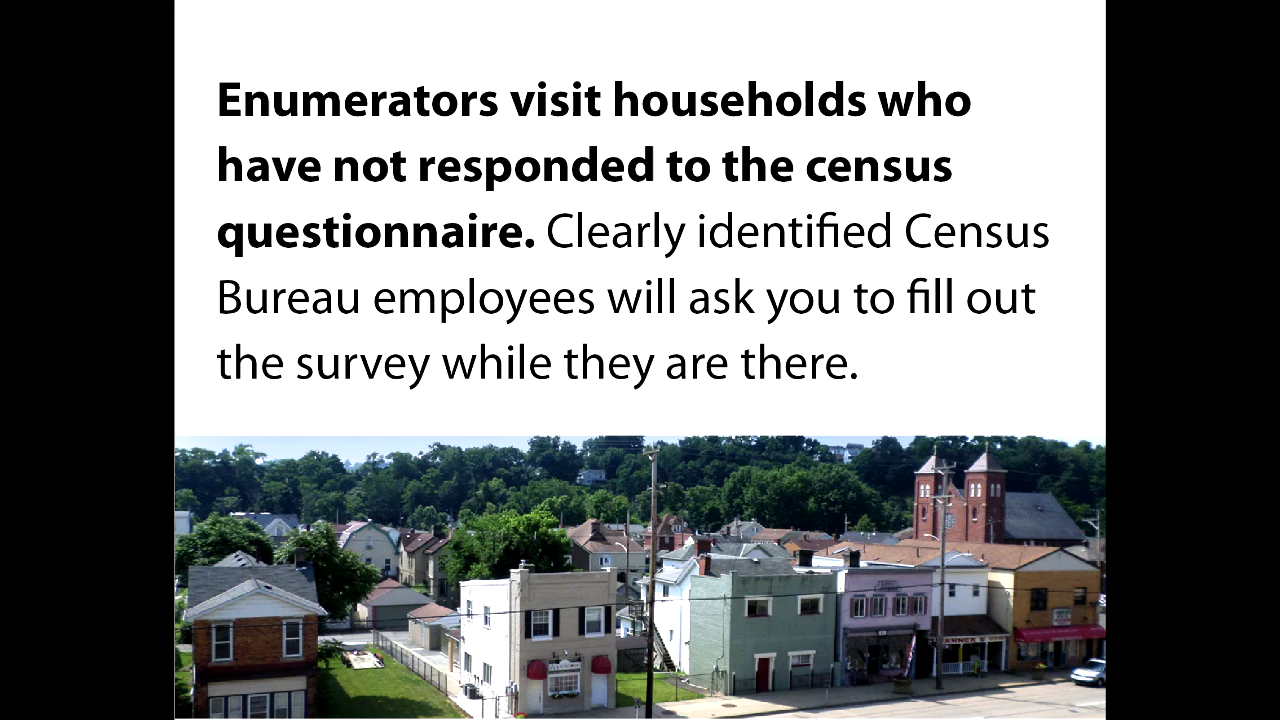 Enumerators visit households who
have not responded to the census
questionnaire. Clearly identified Census
Bureau employees will ask you to fill out
the survey while they are there.